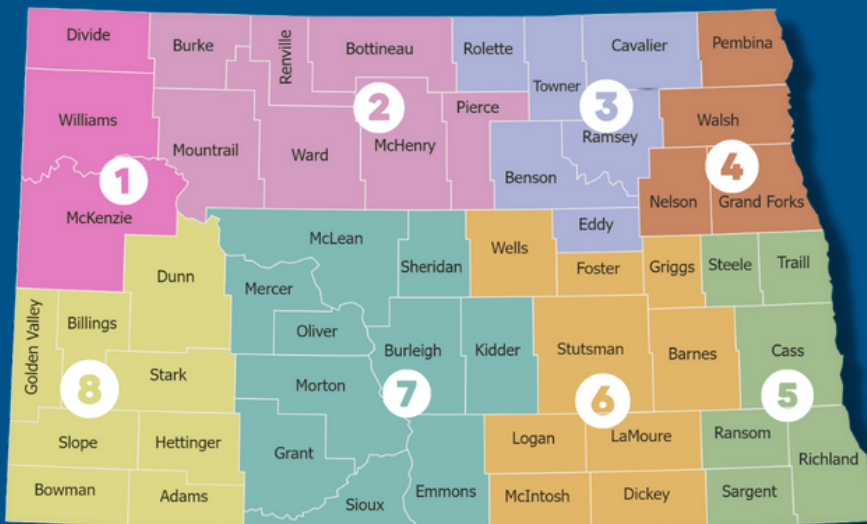 Divide
Burke
Renville
Bottineau
Rolette
Cavalier
Pembina
Towner
Williams
2
Pierce
3
Walsh
Ramsey
Mountrail
Ward
McHenry
4
1
Benson
McKenzie
Nelson
Grand Forks
Eddy
McLean
Wells
Dunn
Sheridan
Foster
Griggs
Steele
Traill
Mercer
Golden Valley
Billings
Oliver
Burleigh
Kidder
Stutsman
Barnes
Cass
Stark
Morton
8
7
6
5
Slope
Hettinger
Grant
Logan
LaMoure
Ransom
Richland
Bowman
Adams
Sioux
Emmons
McIntosh
Dickey
Sargent